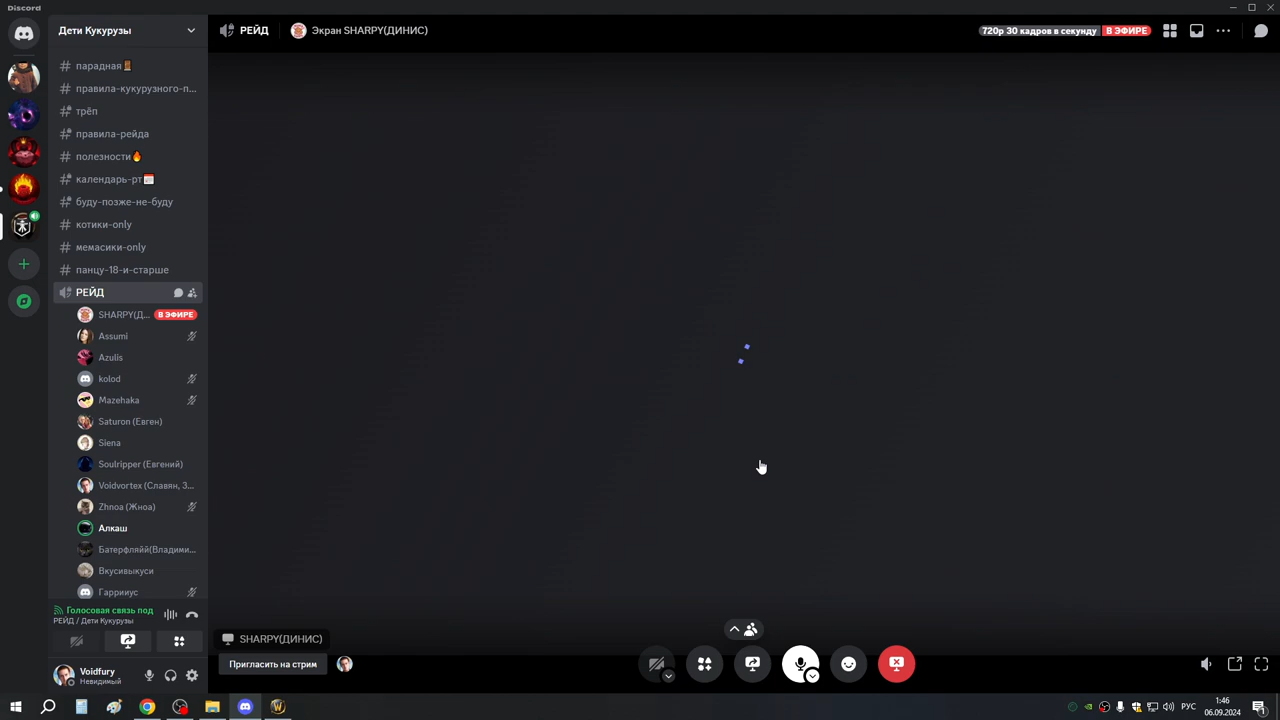 Discord
Дети Кукурузы
РЕЙД
Экран SHARPY(ДИНИС)
720p 30 кадров в секунду
В ЭФИРЕ
парадная
правила-кукурузного-п...
трёп
правила-рейда
полезности
календарь-рт
буду-позже-не-буду
котики-only
мемасики-only
панцу-18-и-старше
РЕЙД
SHARPY(Д... В ЭФИРЕ
Assumi
Azulis
kolod
Mazehaka
Saturon (Евген)
Siena
Soulripper (Евгений)
Voidvortex (Славян, З...
Zhnoa (Жноа)
Алкаш
Батерфляйй(Владими...
Вкусивыкуси
Гаррииус
Голосовая связь под
РЕЙД / Дети Кукурузы
Voidfury
Невидимый
SHARPY(ДИНИС)
Пригласить на стрим
РУС
1:46
06.09.2024